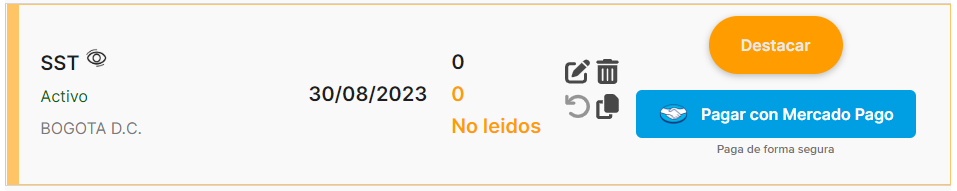 SST
Activo
BOGOTA D.C.
30/08/2023
0
0
No leidos
Destacar
Pagar con Mercado Pago
Paga de forma segura